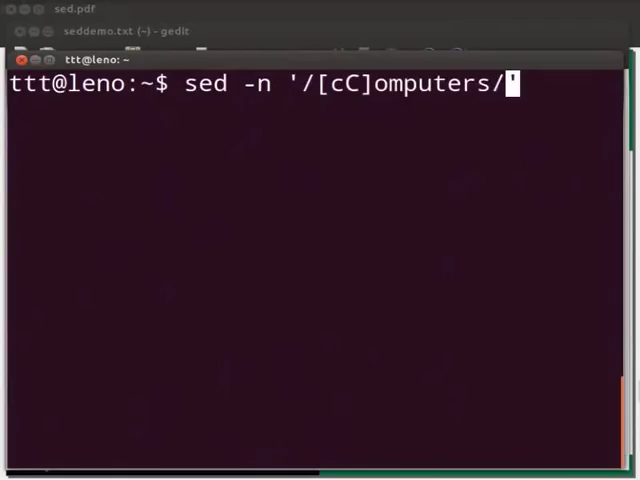 sed.pdf
seddemo.txt (~) - gedit
ttt@leno: ~
ttt@leno:~$ sed -n '/[cC]omputers/'